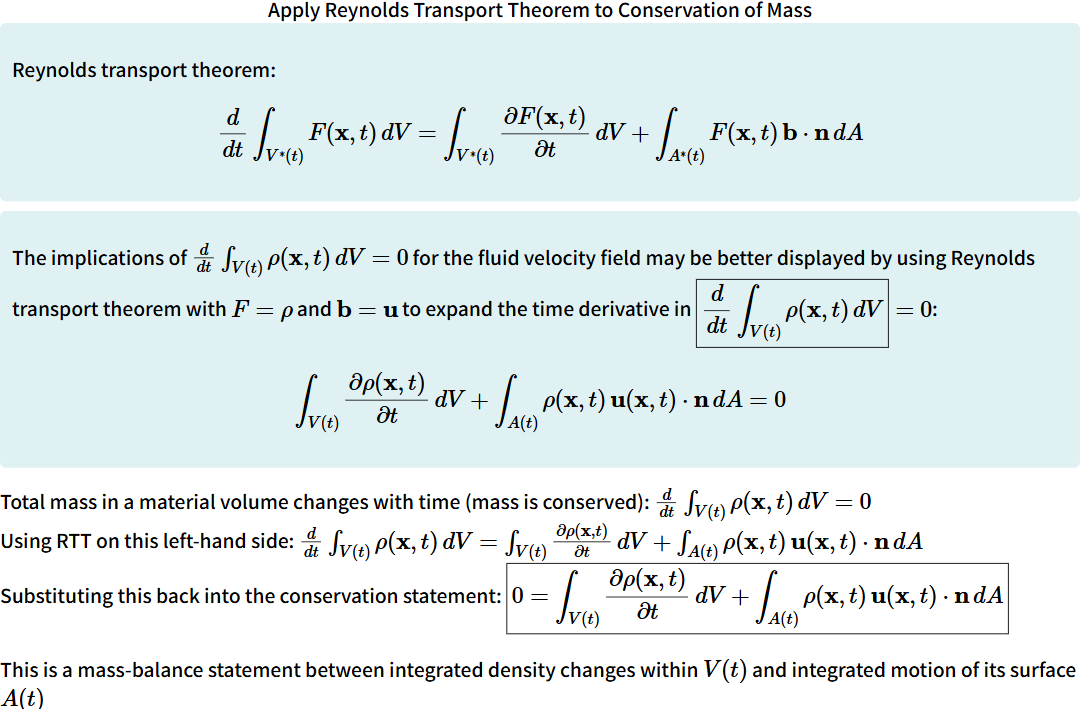 Apply Reynolds Transport Theorem to Conservation of Mass
Reynolds transport theorem:
$\frac{d}{dt} \int_{V^*(t)} F(\mathbf{x}, t)\, dV = \int_{V^*(t)} \frac{\partial F(\mathbf{x}, t)}{\partial t}\, dV + \int_{A^*(t)} F(\mathbf{x}, t)\, \mathbf{b} \cdot \mathbf{n}\, dA$
The implications of $\frac{d}{dt} \int_{V(t)} \rho(\mathbf{x}, t)\, dV = 0$ for the fluid velocity field may be better displayed by using Reynolds
transport theorem with $F = \rho$ and $\mathbf{b} = \mathbf{u}$ to expand the time derivative in $\boxed{\frac{d}{dt} \int_{V(t)} \rho(\mathbf{x}, t)\, dV} = 0$:
$\int_{V(t)} \frac{\partial \rho(\mathbf{x}, t)}{\partial t}\, dV + \int_{A(t)} \rho(\mathbf{x}, t)\, \mathbf{u}(\mathbf{x}, t) \cdot \mathbf{n}\, dA = 0$
Total mass in a material volume changes with time (mass is conserved): $\frac{d}{dt} \int_{V(t)} \rho(\mathbf{x}, t)\, dV = 0$
Using RTT on this left-hand side: $\frac{d}{dt} \int_{V(t)} \rho(\mathbf{x}, t)\, dV = \int_{V(t)} \frac{\partial \rho(\mathbf{x}, t)}{\partial t}\, dV + \int_{A(t)} \rho(\mathbf{x}, t)\, \mathbf{u}(\mathbf{x}, t) \cdot \mathbf{n}\, dA$
Substituting this back into the conservation statement: $\boxed{0 = \int_{V(t)} \frac{\partial \rho(\mathbf{x}, t)}{\partial t}\, dV + \int_{A(t)} \rho(\mathbf{x}, t)\, \mathbf{u}(\mathbf{x}, t) \cdot \mathbf{n}\, dA}$
This is a mass-balance statement between integrated density changes within $V(t)$ and integrated motion of its surface
$A(t)$